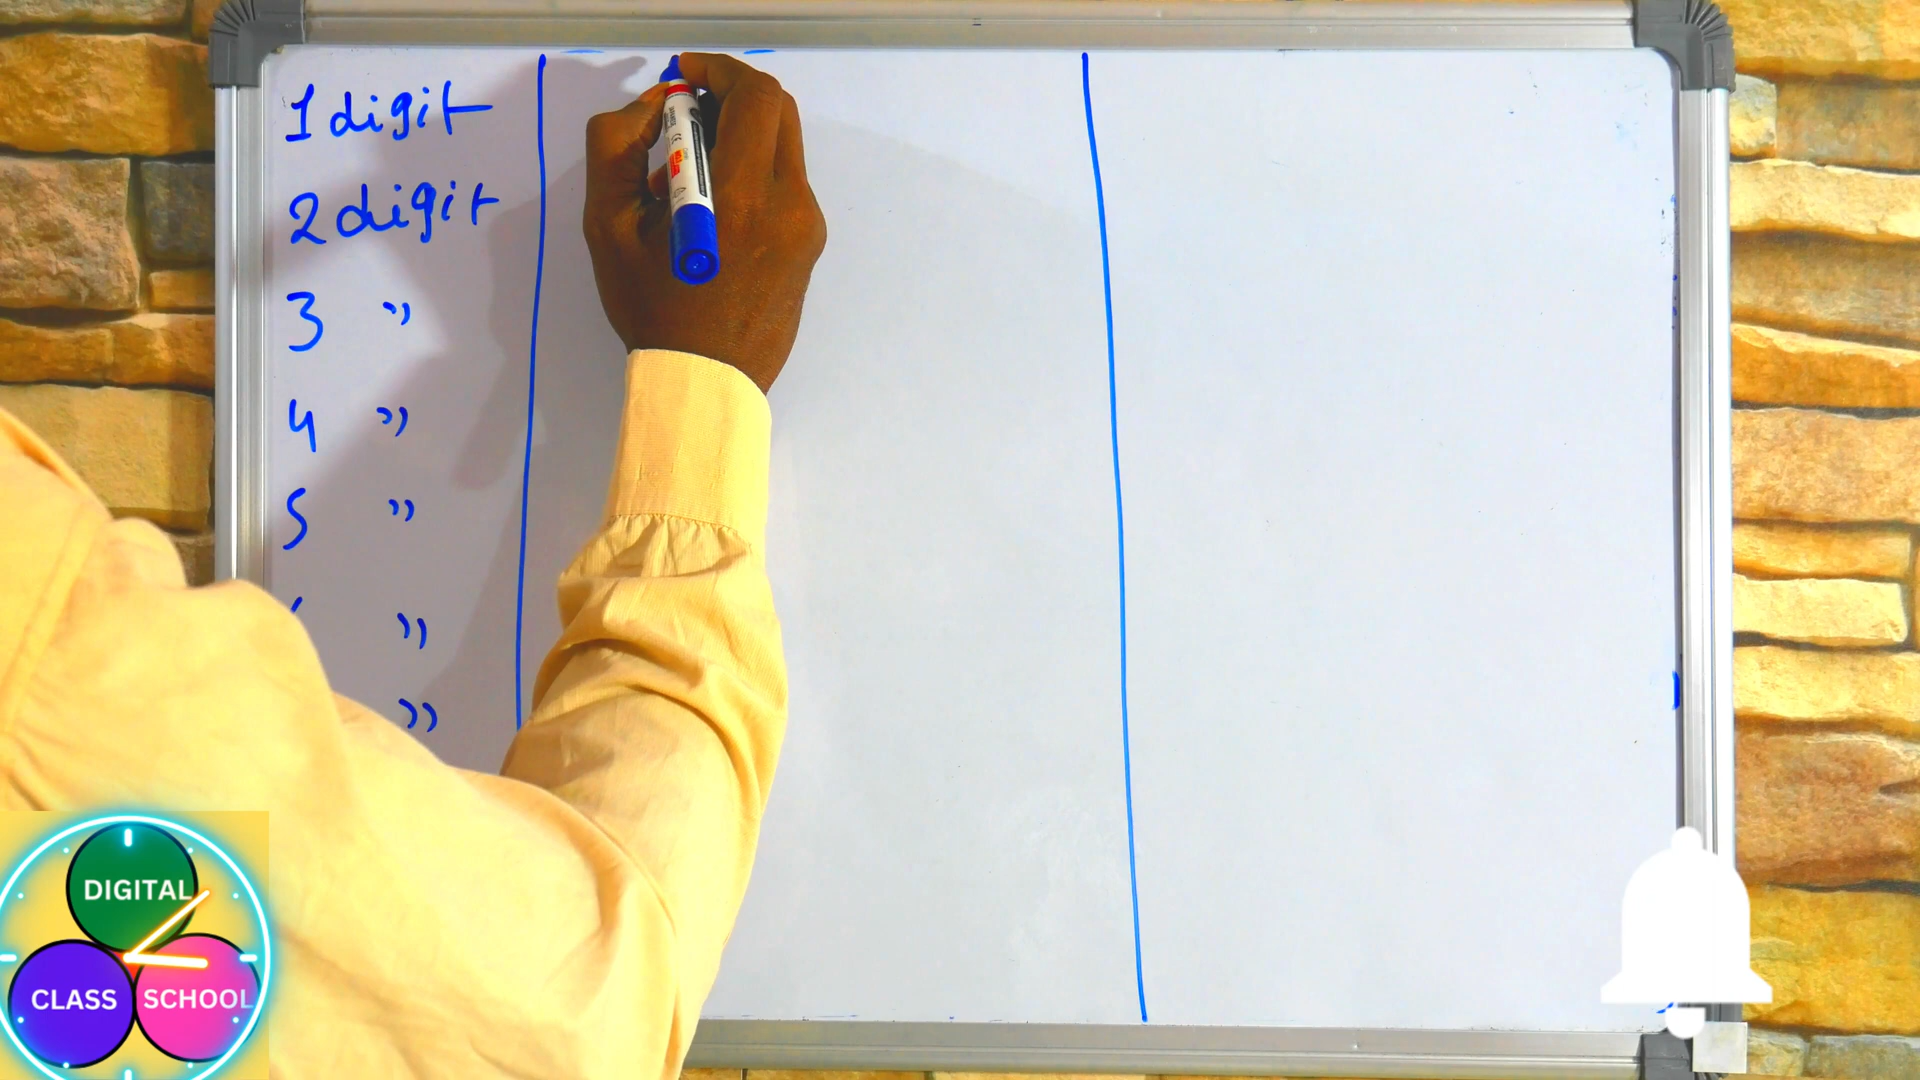 1 digit
2 digit
3 "
4 "
5 "
"
"
DIGITAL
CLASS SCHOOL